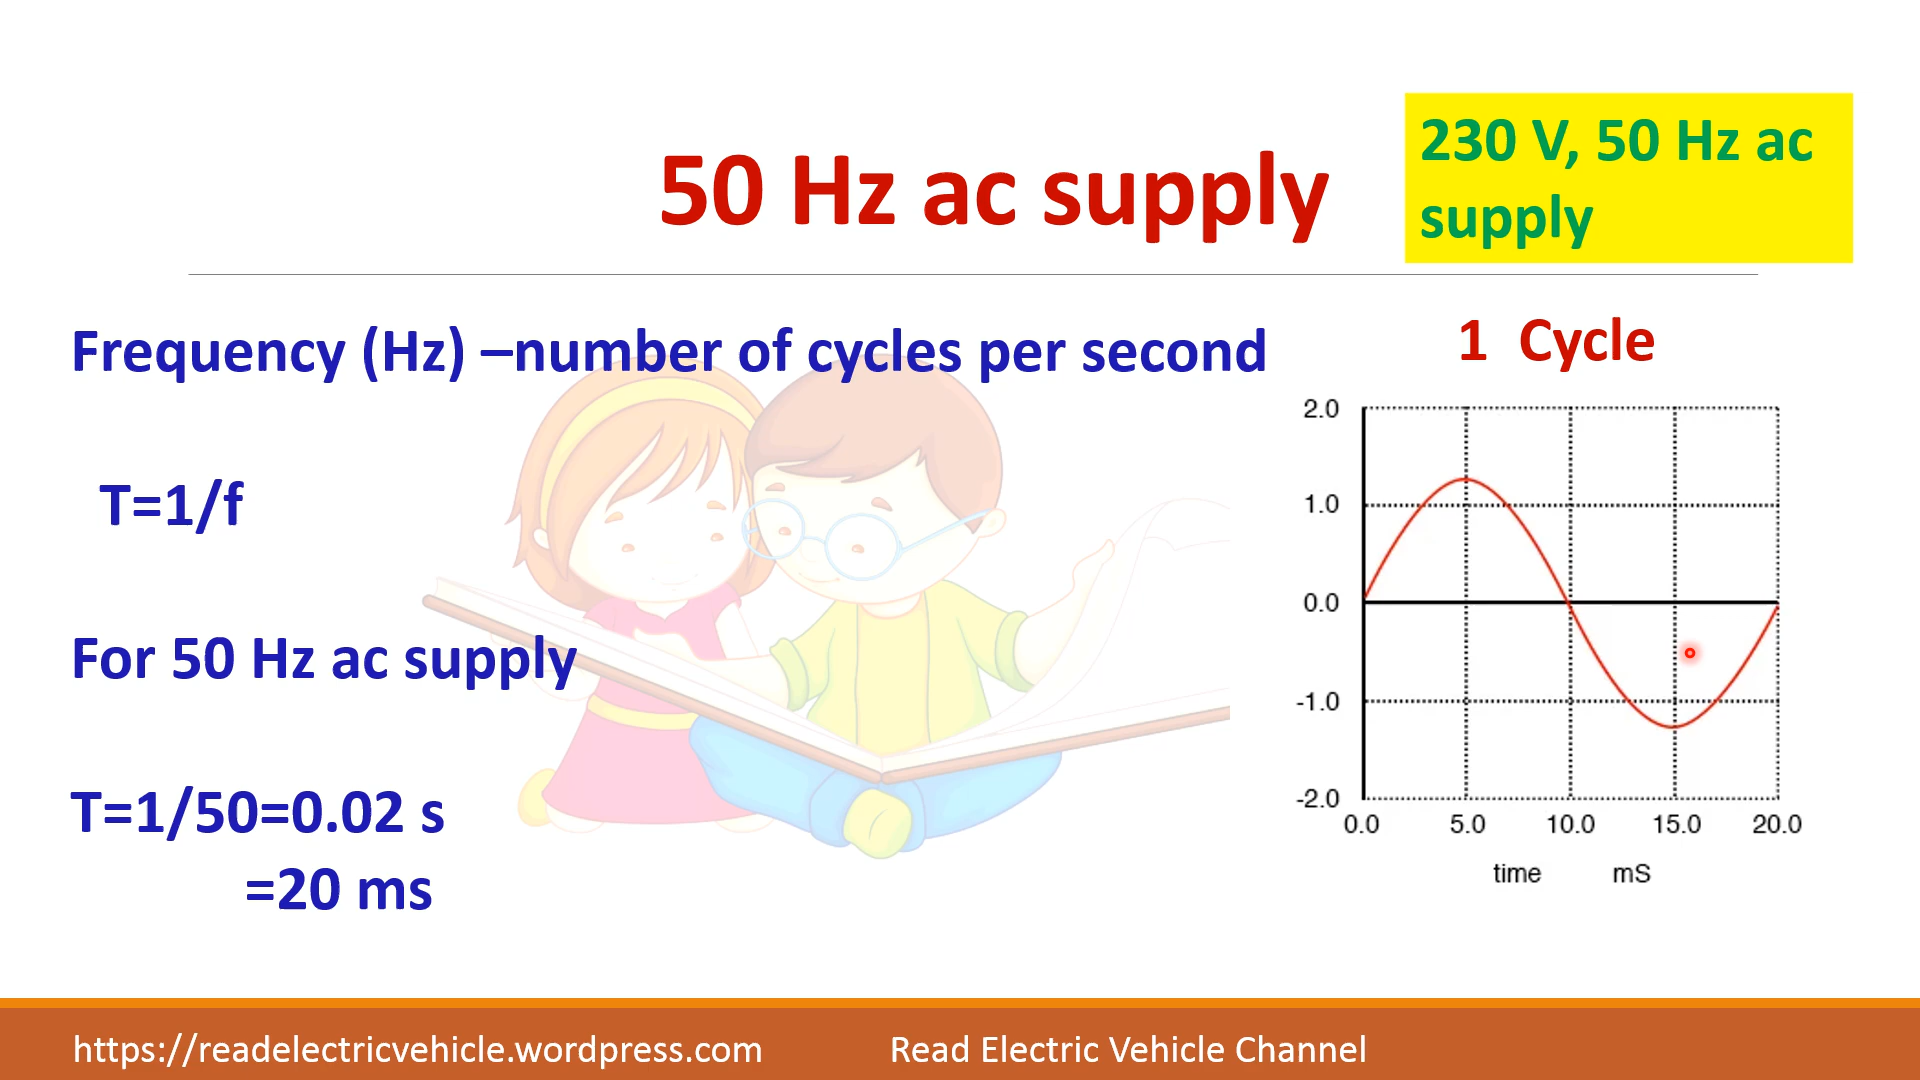 50 Hz ac supply
230 V, 50 Hz ac
supply
Frequency (Hz) –number of cycles per second
T=1/f
For 50 Hz ac supply
T=1/50=0.02 s
=20 ms
1 Cycle
2.0
1.0
0.0
-1.0
-2.0
0.0 5.0 10.0 15.0 20.0
time mS
https://readelectricvehicle.wordpress.com Read Electric Vehicle Channel